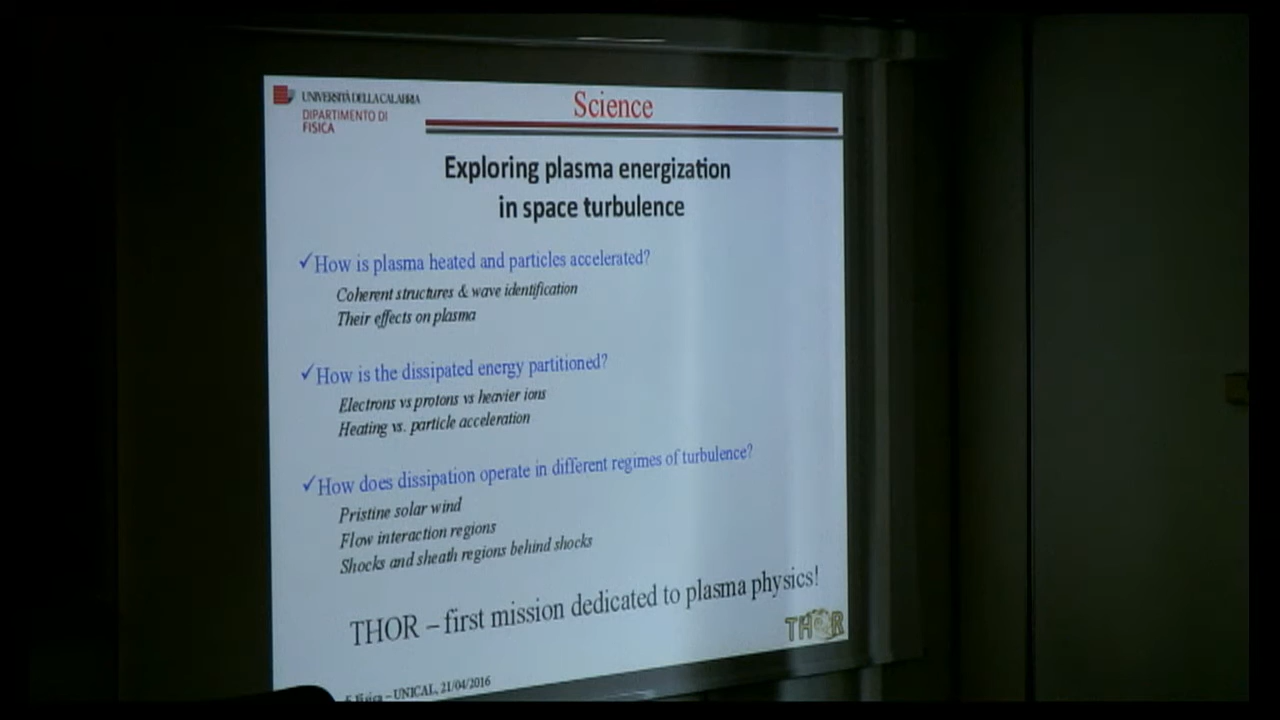 UNIVERSITÀ DELLA CALABRIA
DIPARTIMENTO DI
FISICA
Science
Exploring plasma energization
in space turbulence
✓How is plasma heated and particles accelerated?
Coherent structures & wave identification
Their effects on plasma
✓How is the dissipated energy partitioned?
Electrons vs protons vs heavier ions
Heating vs. particle acceleration
✓How does dissipation operate in different regimes of turbulence?
Pristine solar wind
Flow interaction regions
Shocks and sheath regions behind shocks
THOR – first mission dedicated to plasma physics!
THOR
Fisica – UNICAL, 21/04/2016